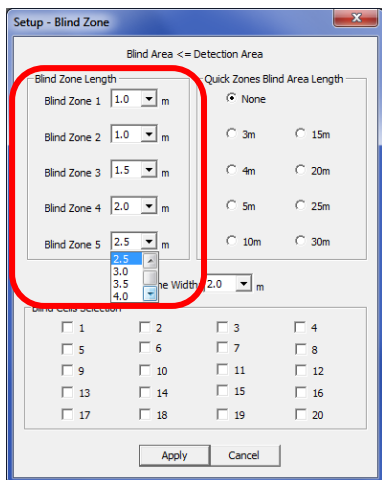 Setup - Blind Zone
Blind Area <= Detection Area
Blind Zone Length
Blind Zone 1 1.0 m
Blind Zone 2 1.0 m
Blind Zone 3 1.5 m
Blind Zone 4 2.0 m
Blind Zone 5 2.5 m
2.5
3.0
3.5
4.0
Quick Zones Blind Area Length
None
3m 15m
4m 20m
5m 25m
10m 30m
Width 2.0 m
Blind Cells Selection
1 2 3 4
5 6 7 8
9 10 11 12
13 14 15 16
17 18 19 20
Apply Cancel